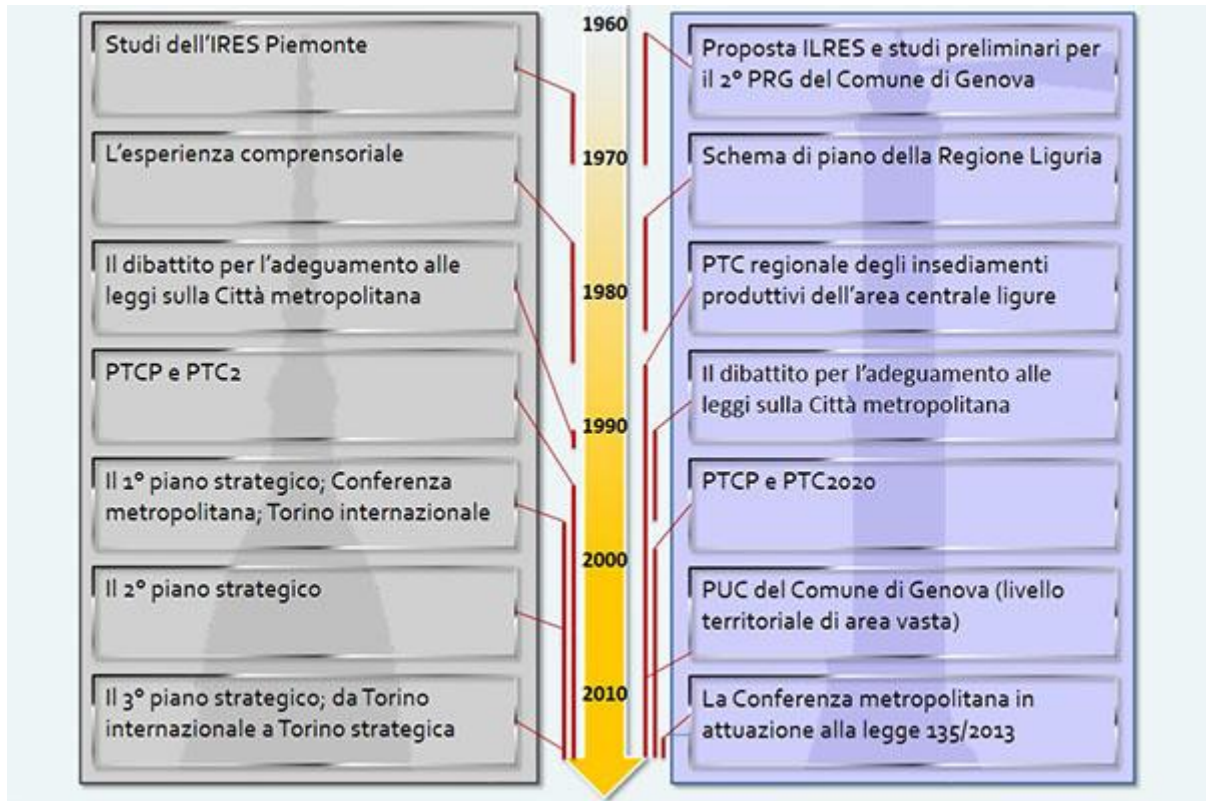 Studi dell'IRES Piemonte
L'esperienza comprensoriale
Il dibattito per l'adeguamento alle
leggi sulla Città metropolitana
PTCP e PTC2
Il 1° piano strategico; Conferenza
metropolitana; Torino internazionale
Il 2° piano strategico
Il 3° piano strategico; da Torino
internazionale a Torino strategica
1960
1970
1980
1990
2000
2010
Proposta ILRES e studi preliminari per
il 2° PRG del Comune di Genova
Schema di piano della Regione Liguria
PTC regionale degli insediamenti
produttivi dell'area centrale ligure
Il dibattito per l'adeguamento alle
leggi sulla Città metropolitana
PTCP e PTC2020
PUC del Comune di Genova (livello
territoriale di area vasta)
La Conferenza metropolitana in
attuazione alla legge 135/2013